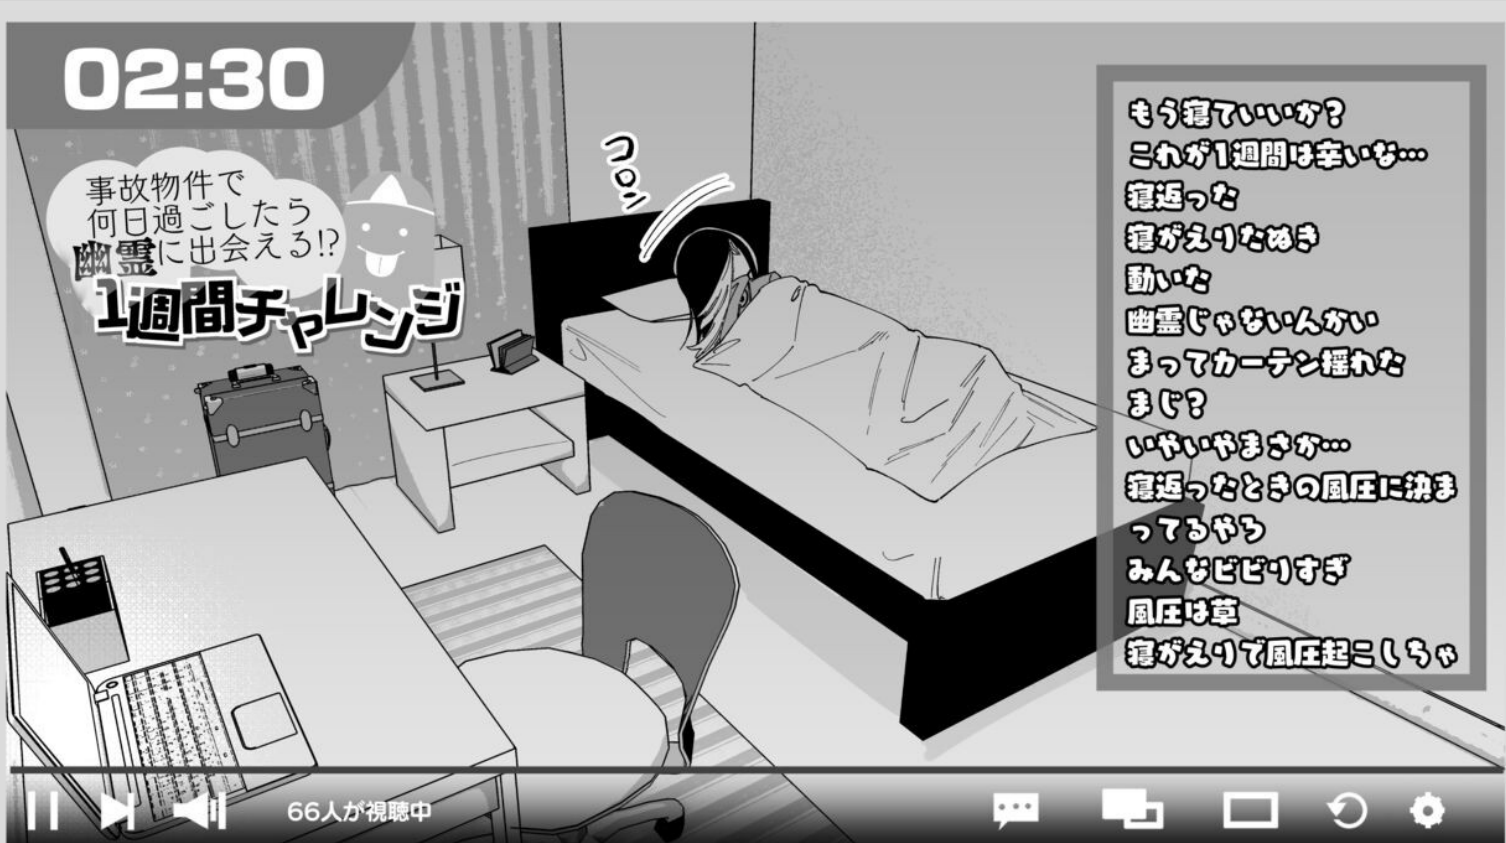 02:30
事故物件で
何日過ごしたら
幽霊に出会える!?
1週間チャレンジ
コロン
もう寝ていいか?
これが1週間は辛いな…
寝返った
寝がえりたぬき
動いた
幽霊じゃないんかい
まってカーテン揺れた
まじ?
いやいやまさか…
寝返ったときの風圧に決ま
ってるやろ
みんなビビりすぎ
風圧は草
寝がえりで風圧起こしちゃ
66人が視聴中